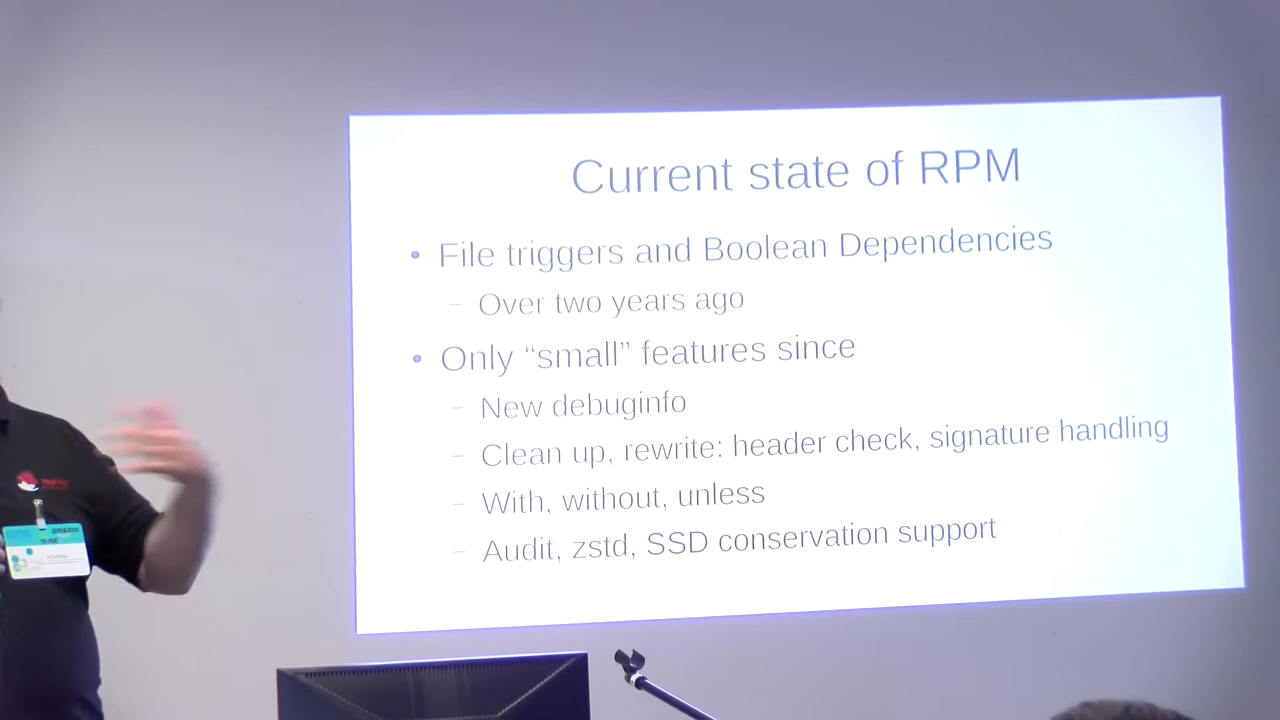 Current state of RPM
• File triggers and Boolean Dependencies
– Over two years ago
• Only “small” features since
– New debuginfo
– Clean up, rewrite: header check, signature handling
– With, without, unless
– Audit, zstd, SSD conservation support